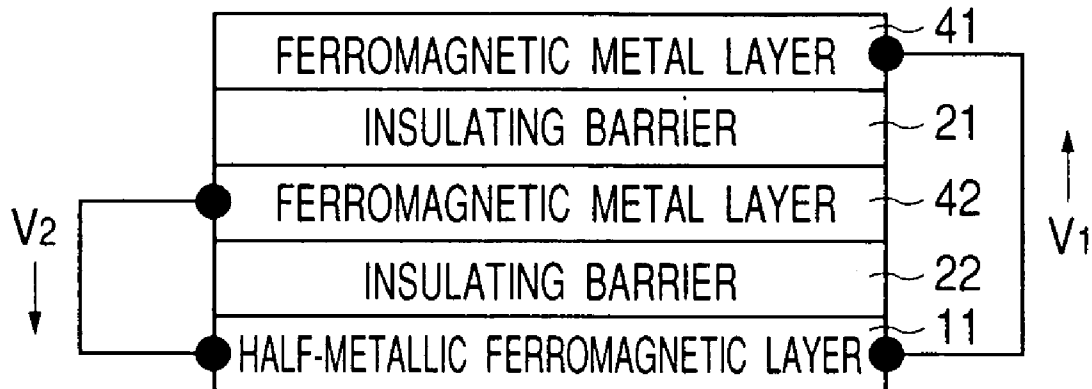 FERROMAGNETIC METAL LAYER 41
INSULATING BARRIER 21
FERROMAGNETIC METAL LAYER 42
V2
V1
INSULATING BARRIER 22
HALF-METALLIC FERROMAGNETIC LAYER 11